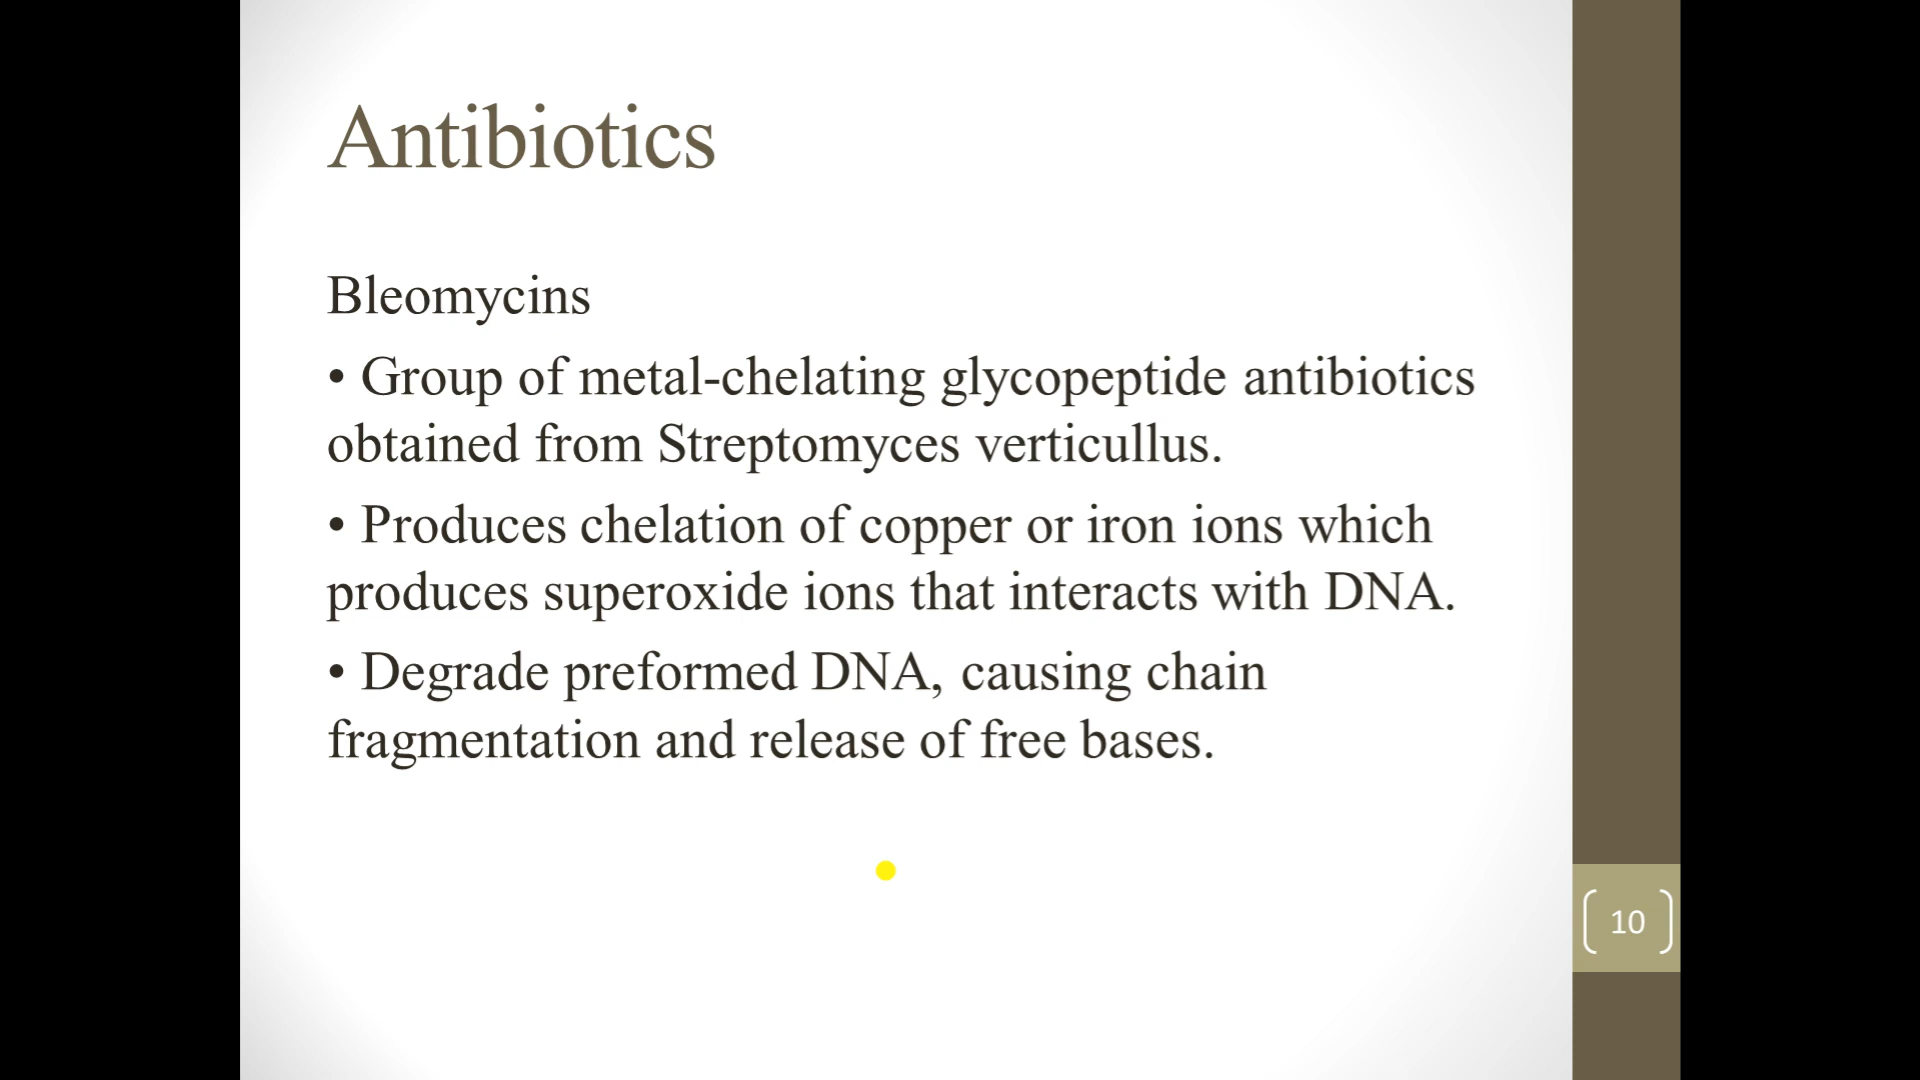 Antibiotics
Bleomycins
• Group of metal-chelating glycopeptide antibiotics
obtained from Streptomyces verticullus.
• Produces chelation of copper or iron ions which
produces superoxide ions that interacts with DNA.
• Degrade preformed DNA, causing chain
fragmentation and release of free bases.
10